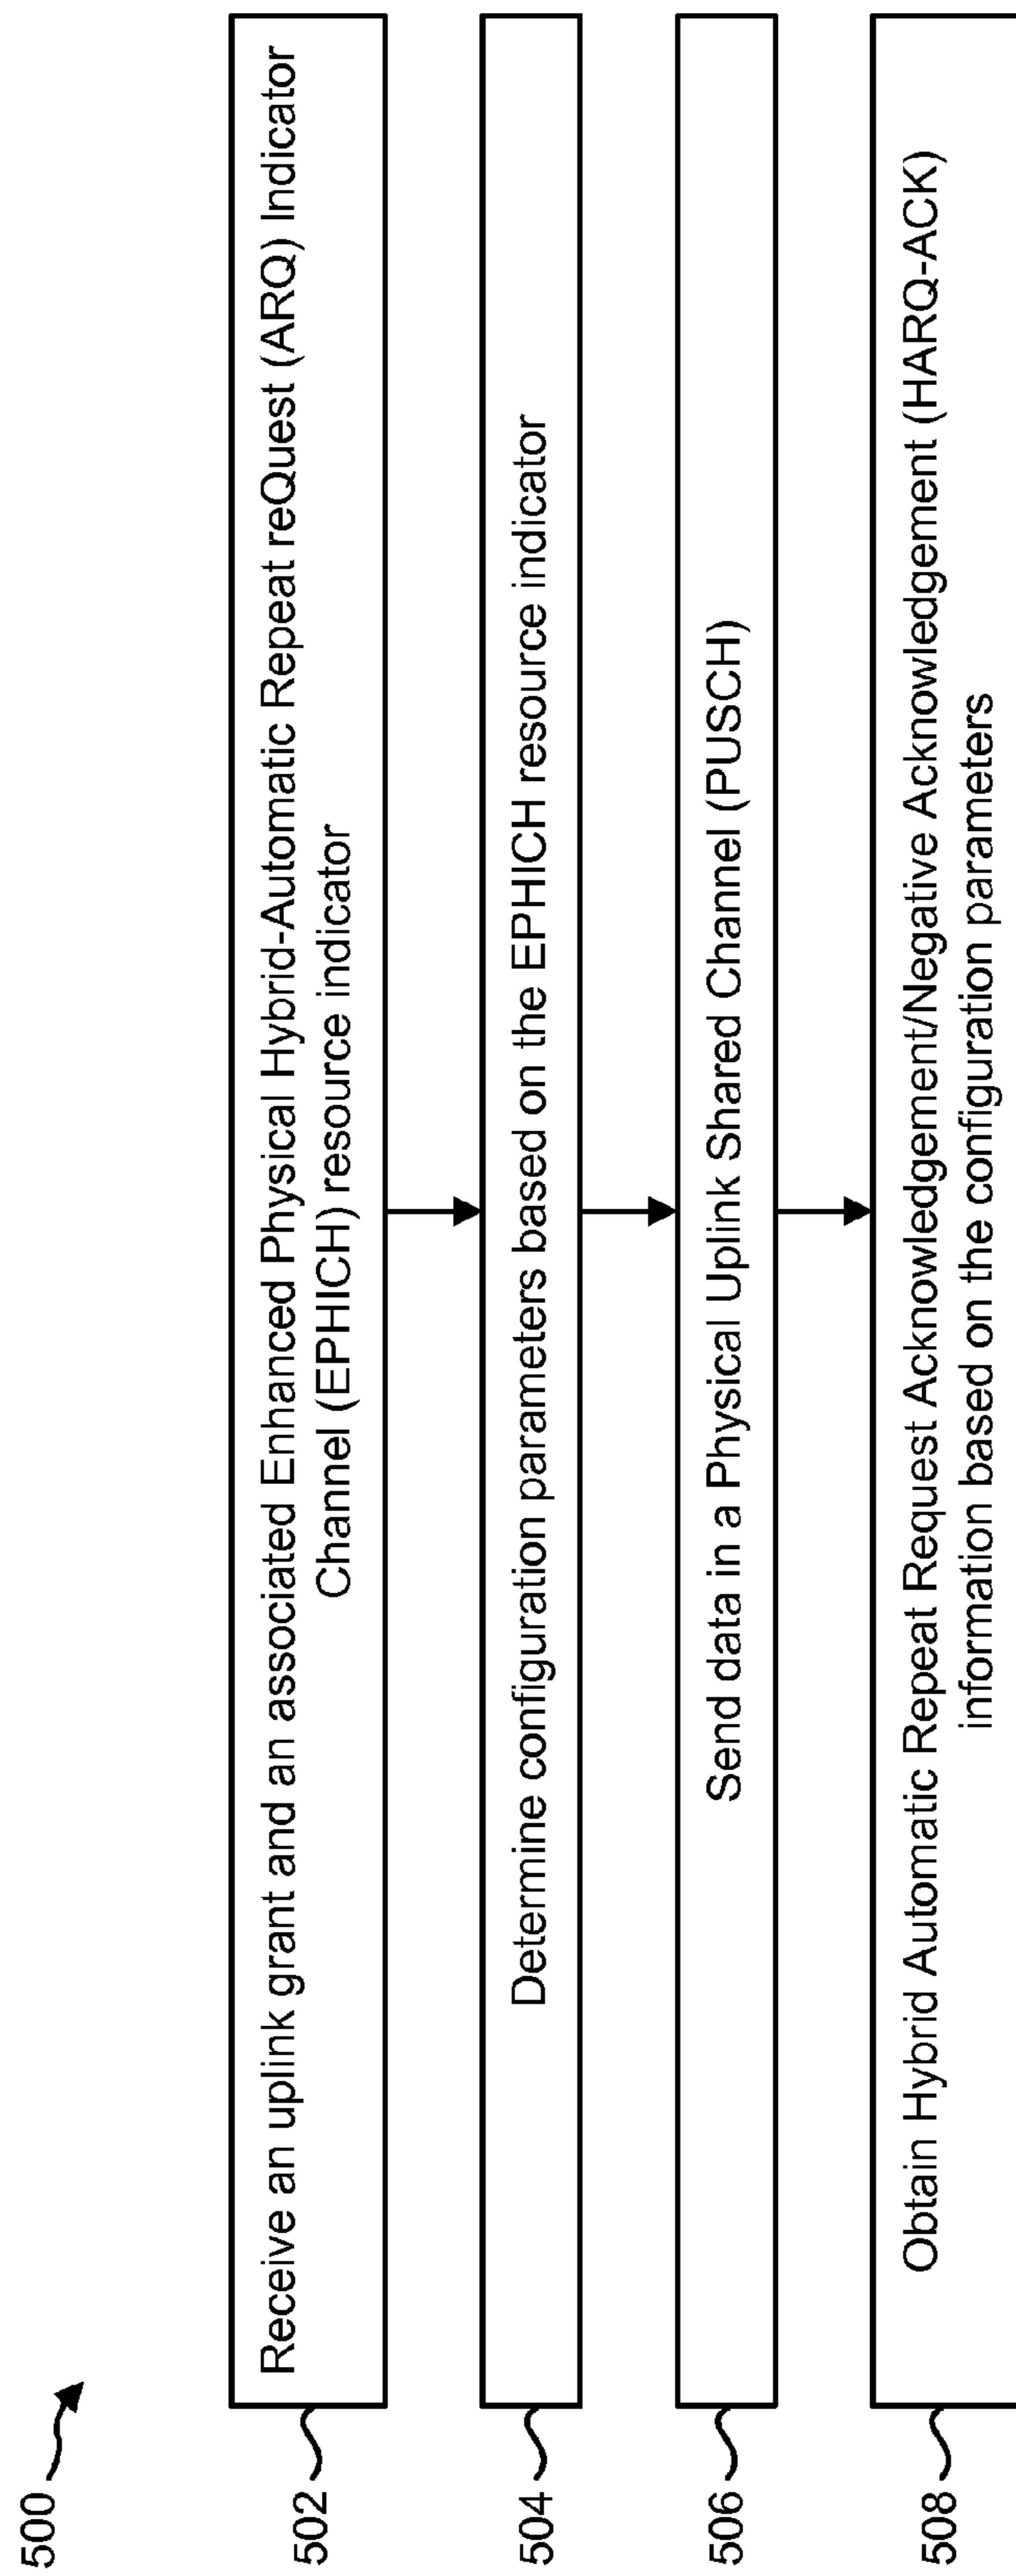 500
502
Receive an uplink grant and an associated Enhanced Physical Hybrid-Automatic Repeat reQuest (ARQ) Indicator
Channel (EPHICH) resource indicator
504
Determine configuration parameters based on the EPHICH resource indicator
506
Send data in a Physical Uplink Shared Channel (PUSCH)
508
Obtain Hybrid Automatic Repeat Request Acknowledgement/Negative Acknowledgement (HARQ-ACK)
information based on the configuration parameters